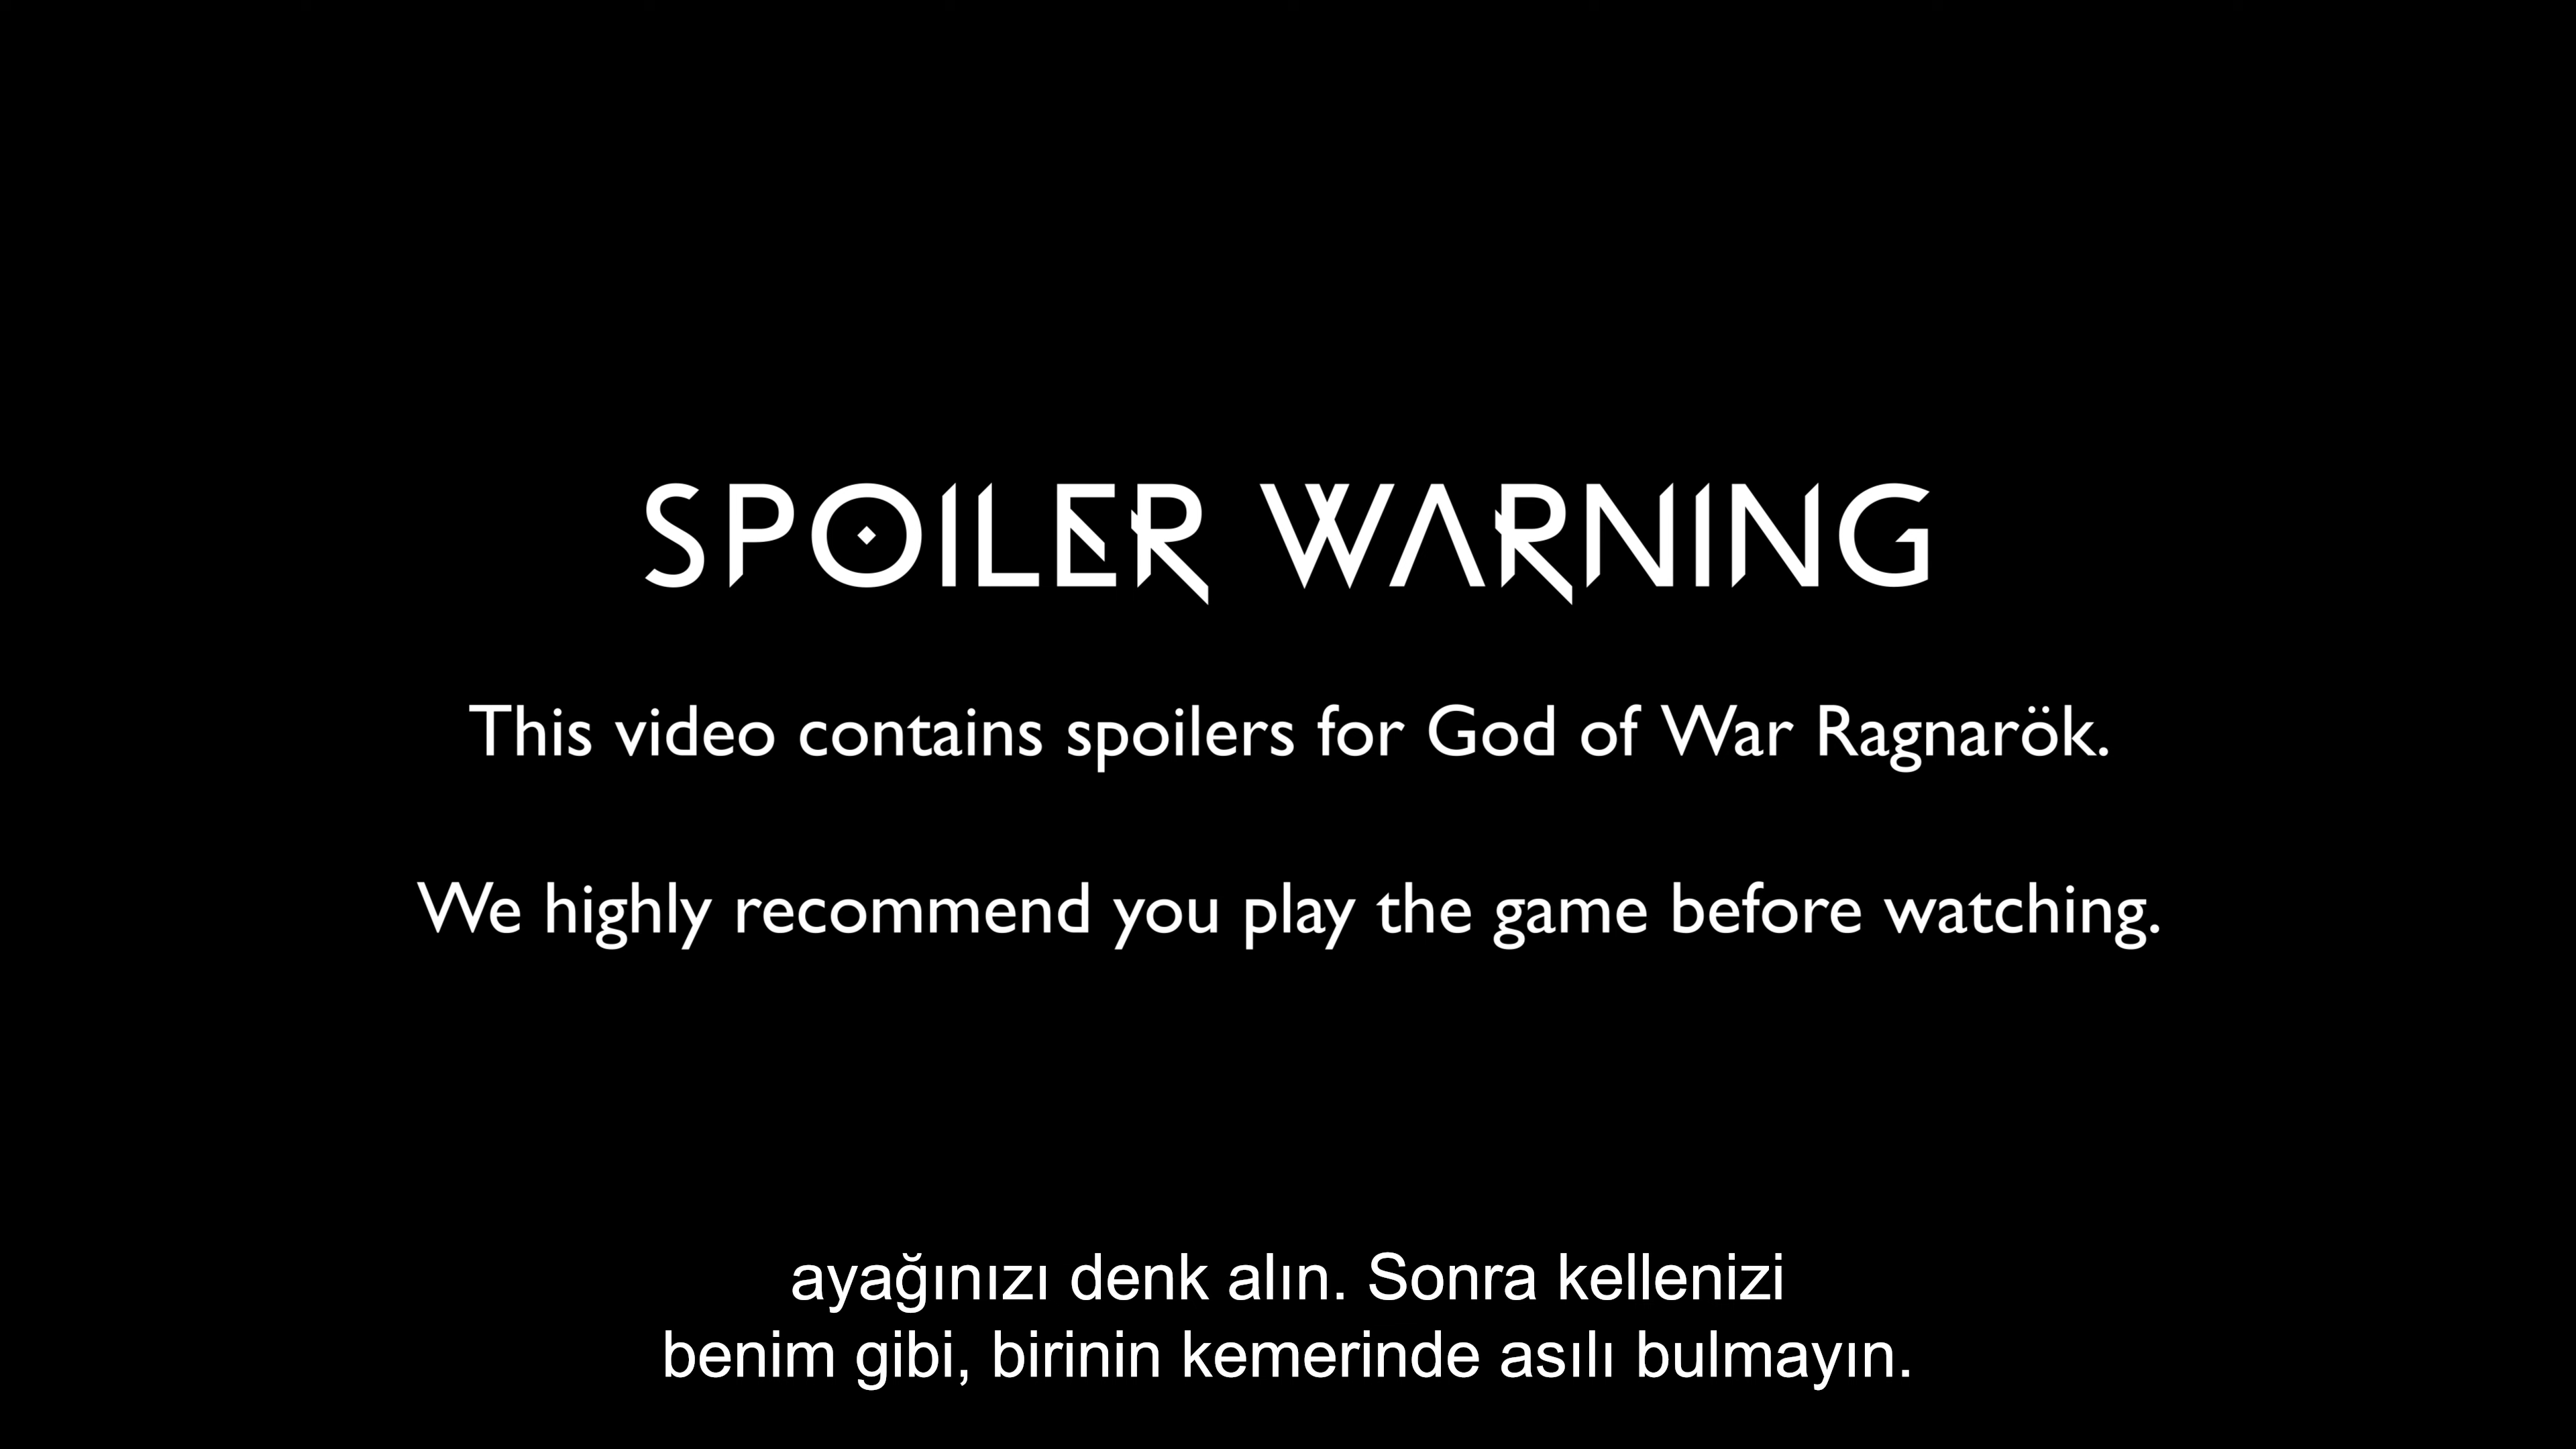 SPOILER WARNING
This video contains spoilers for God of War Ragnarök.
We highly recommend you play the game before watching.
ayağınızı denk alın. Sonra kellenizi
benim gibi, birinin kemerinde asılı bulmayın.